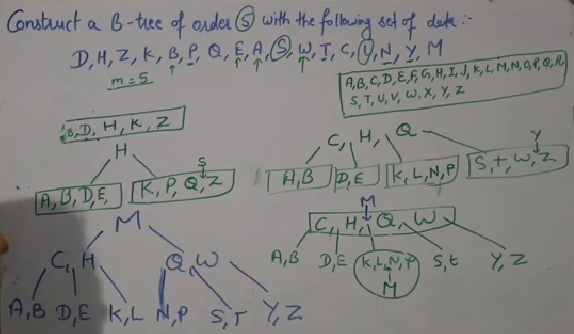 Construct a B-tree of order 5 with the following set of data :-
D, H, Z, K, B, P, Q, E, A, S, W, T, C, L, N, Y, M
m = 5
A, B, C, D, E, F, G, H, I, J, K, L, M, N, O, P, Q, R,
S, T, U, V, W, X, Y, Z
B, D, H, K, Z
H
S
A, B, D, E,
K, P, Q, Z
C, H, Q
Y
A, B
D, E
K, L, N, P
S, T, W, Z
M
C, H, Q, W
A, B
D, E
K, L, N, P
S, t
Y, Z
M
M
C, H
Q, W
A, B
D, E
K, L
N, P
S, T
Y, Z